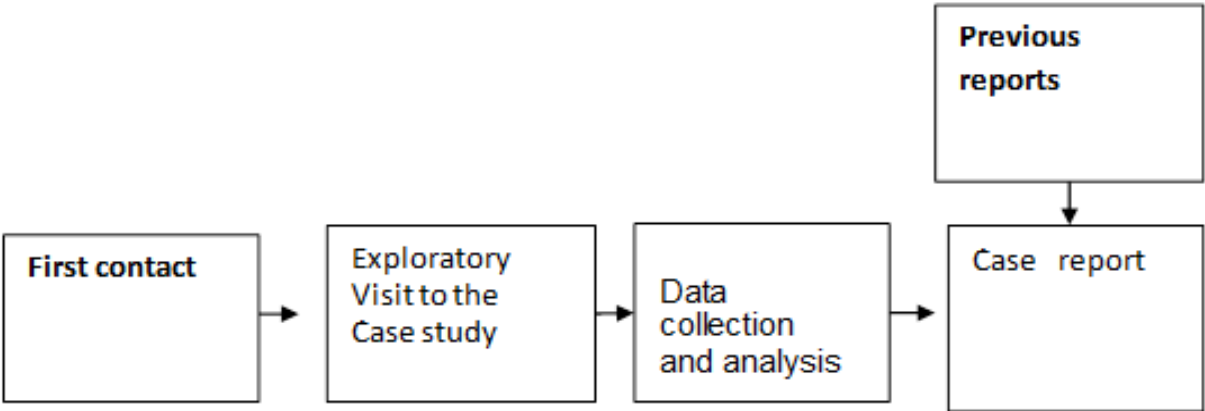 Previous
reports
First contact
Exploratory
Visit to the
Case study
Data
collection
and analysis
Case report